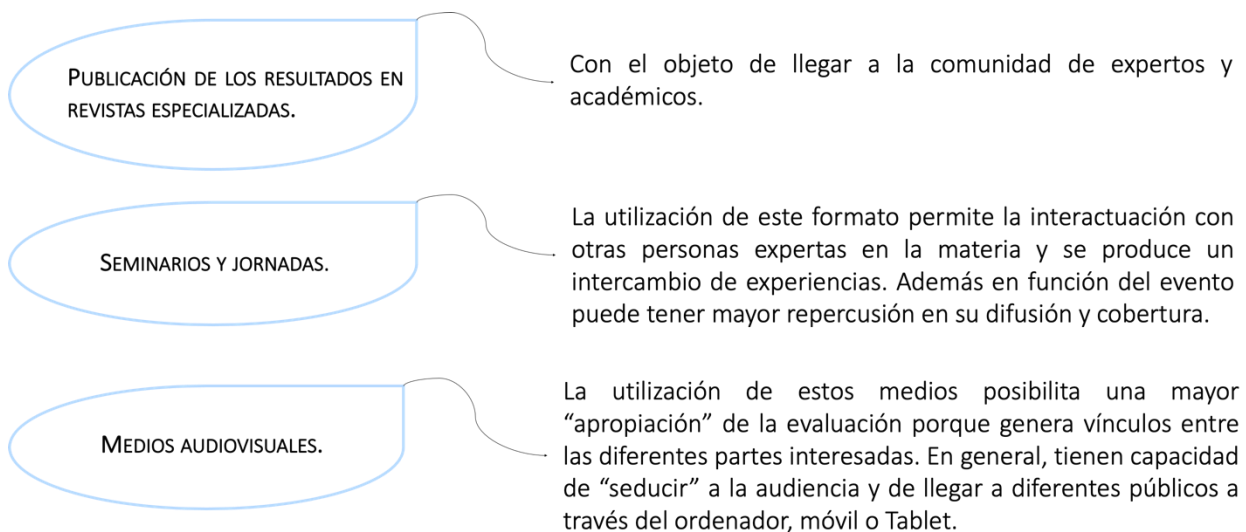 PUBLICACIÓN DE LOS RESULTADOS EN
REVISTAS ESPECIALIZADAS.
Con el objeto de llegar a la comunidad de expertos y
académicos.
SEMINARIOS Y JORNADAS.
La utilización de este formato permite la interactuación con
otras personas expertas en la materia y se produce un
intercambio de experiencias. Además en función del evento
puede tener mayor repercusión en su difusión y cobertura.
MEDIOS AUDIOVISUALES.
La utilización de estos medios posibilita una mayor
“apropiación” de la evaluación porque genera vínculos entre
las diferentes partes interesadas. En general, tienen capacidad
de “seducir” a la audiencia y de llegar a diferentes públicos a
través del ordenador, móvil o Tablet.